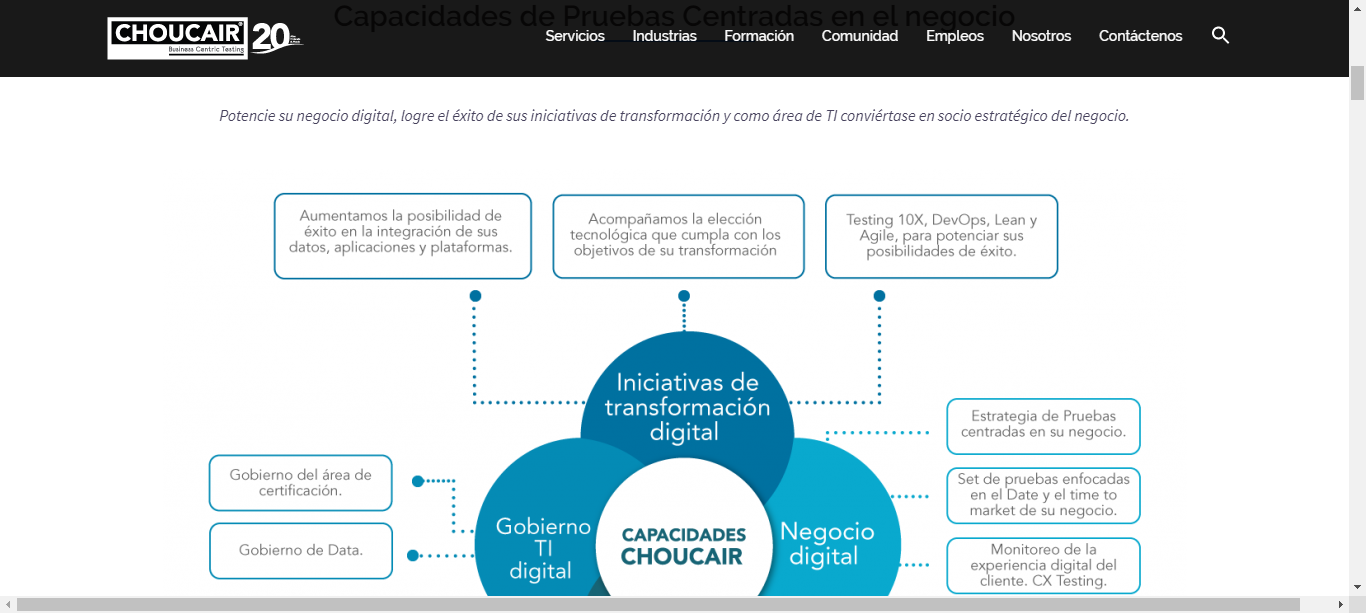 Capacidades de Pruebas Centradas en el negocio
CHOUCAIR®
Business Centric Testing
20
Servicios Industrias Formación Comunidad Empleos Nosotros Contáctenos
Potencie su negocio digital, logre el éxito de sus iniciativas de transformación y como área de TI conviértase en socio estratégico del negocio.
Aumentamos la posibilidad de
éxito en la integración de sus
datos, aplicaciones y plataformas.
Acompañamos la elección
tecnológica que cumpla con los
objetivos de su transformación
Testing 10X, DevOps, Lean y
Agile, para potenciar sus
posibilidades de éxito.
Iniciativas de
transformación
digital
Gobierno del área de
certificación.
Gobierno de Data.
Gobierno
TI
digital
CAPACIDADES
CHOUCAIR
Negocio
digital
Estrategia de Pruebas
centradas en su negocio.
Set de pruebas enfocadas
en el Date y el time to
market de su negocio.
Monitoreo de la
experiencia digital del
cliente. CX Testing.